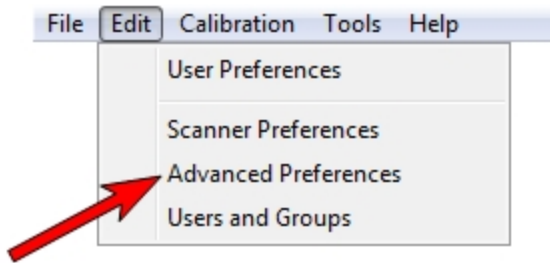 File Edit Calibration Tools Help
User Preferences
Scanner Preferences
Advanced Preferences
Users and Groups